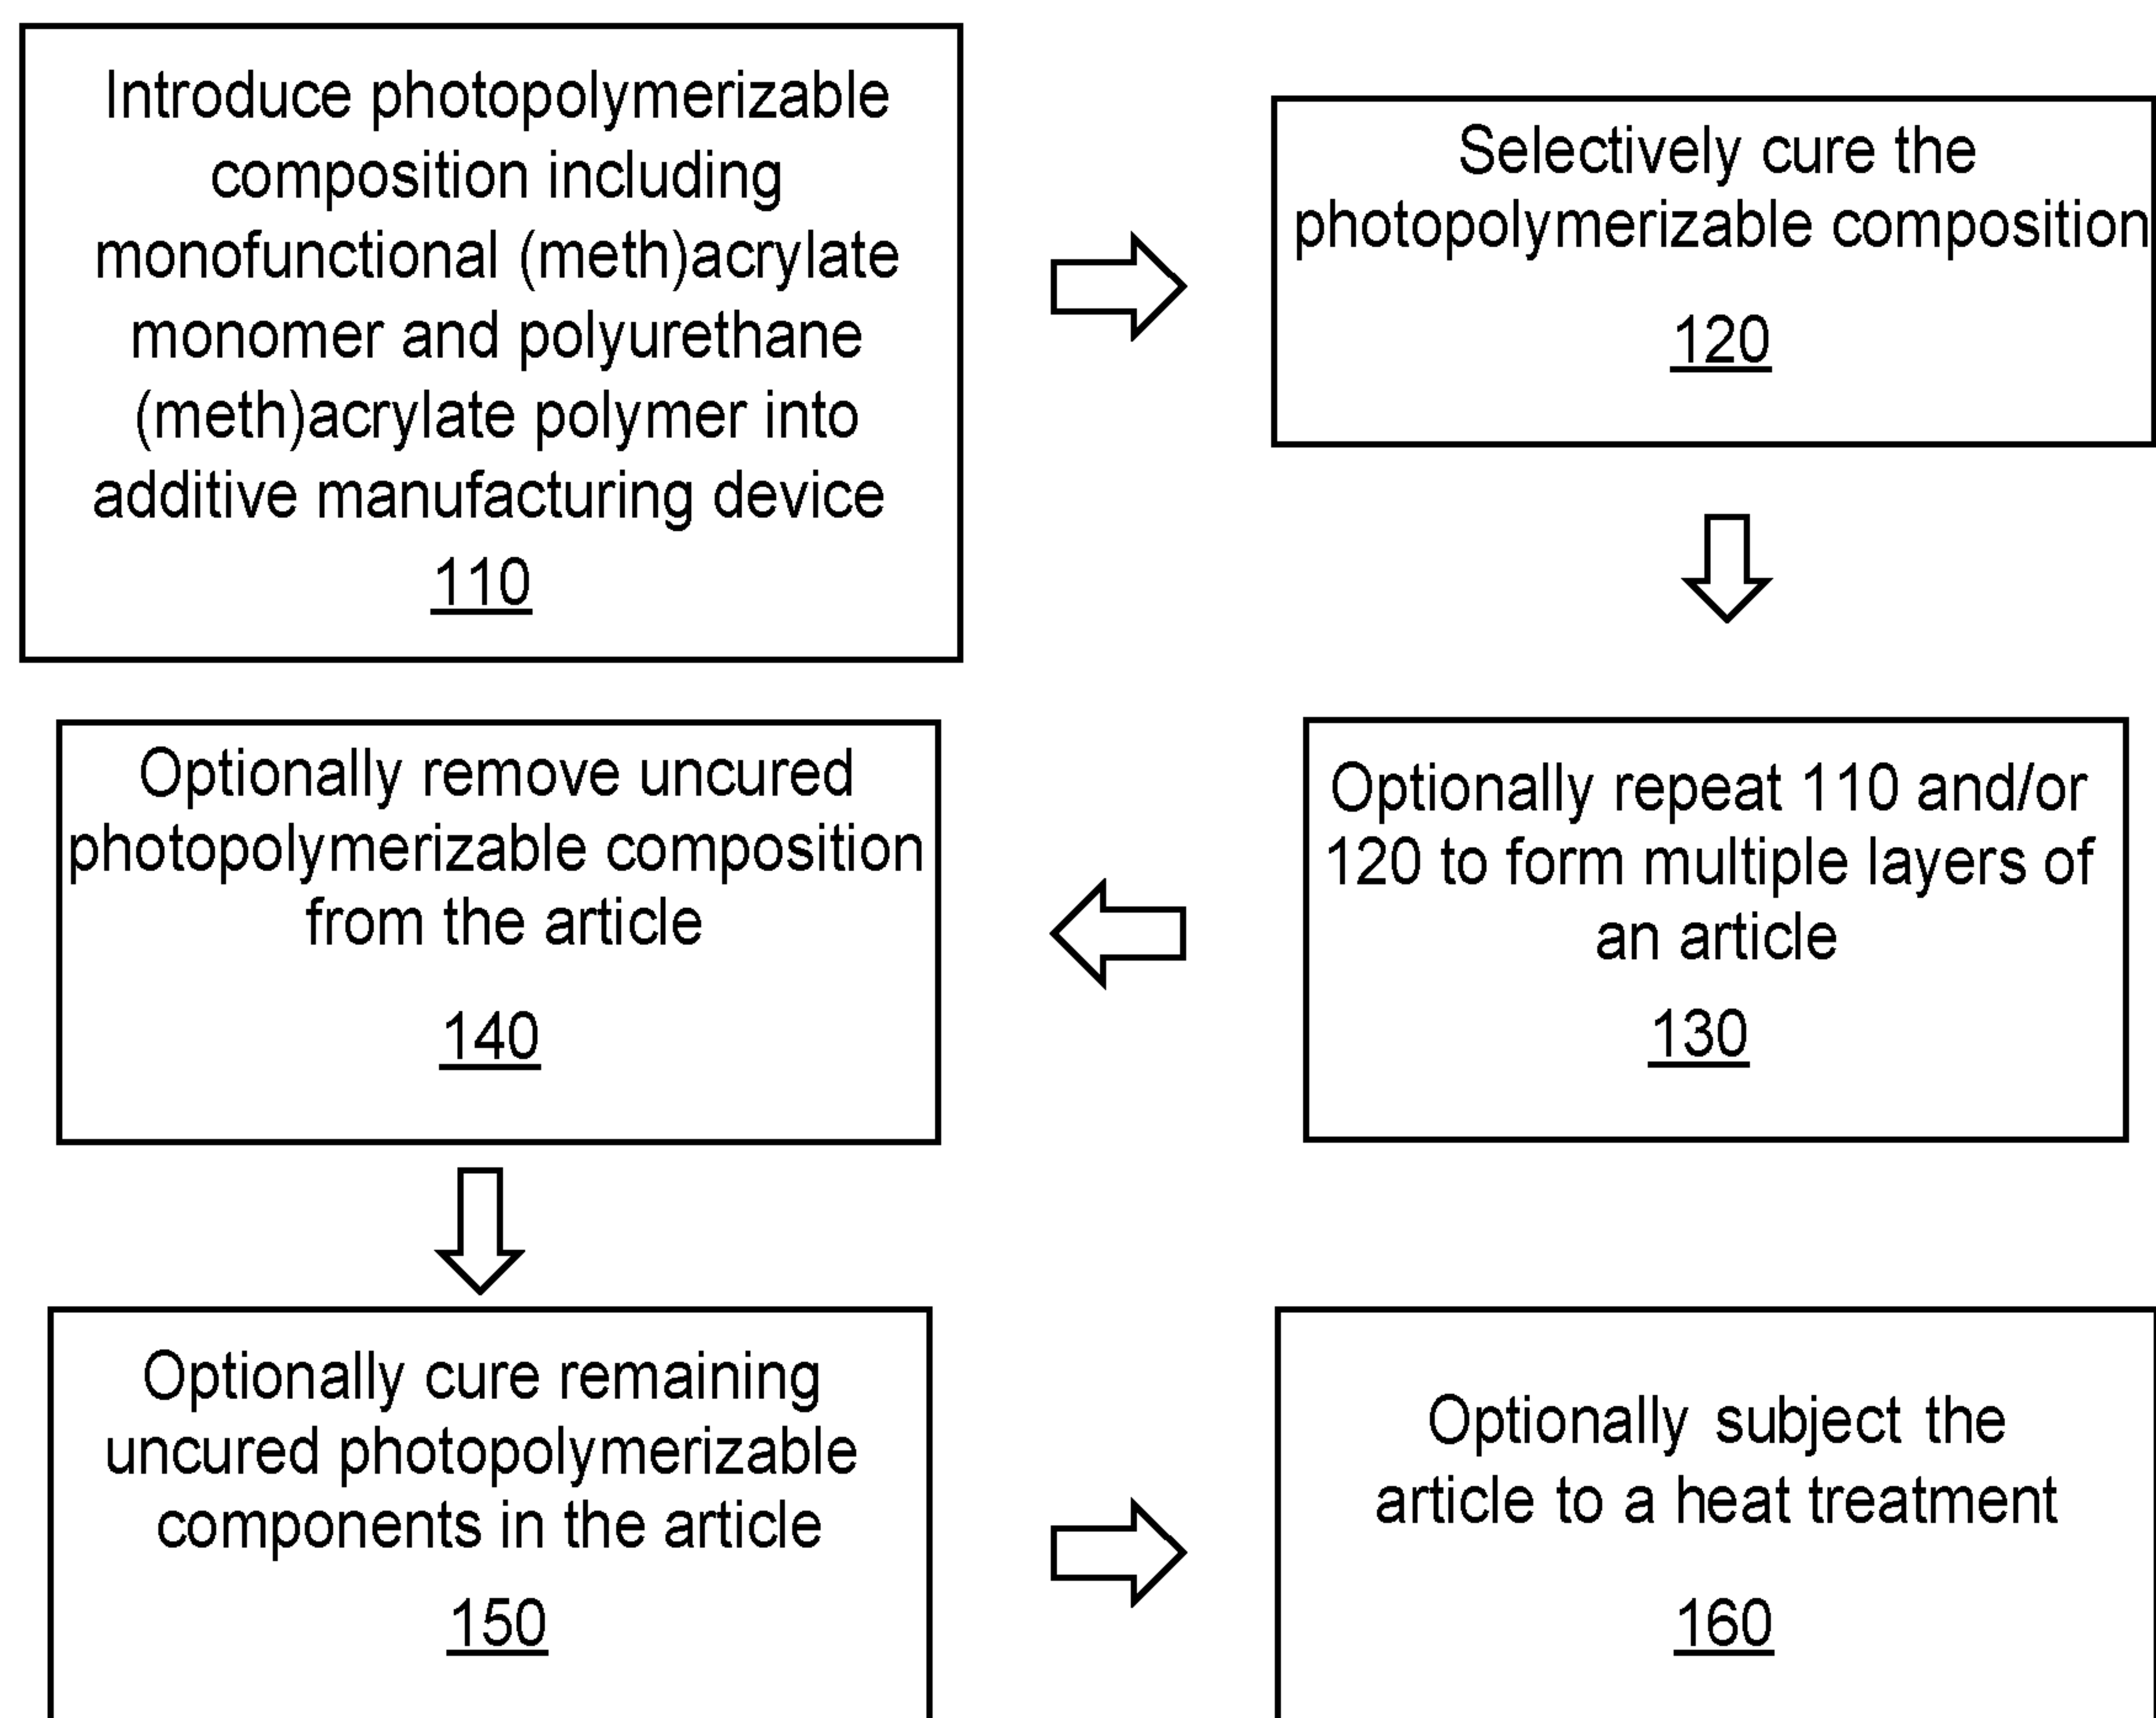 Introduce photopolymerizable
composition including
monofunctional (meth)acrylate
monomer and polyurethane
(meth)acrylate polymer into
additive manufacturing device
110
Selectively cure the
photopolymerizable composition
120
Optionally repeat 110 and/or
120 to form multiple layers of
an article
130
Optionally remove uncured
photopolymerizable composition
from the article
140
Optionally cure remaining
uncured photopolymerizable
components in the article
150
Optionally subject the
article to a heat treatment
160